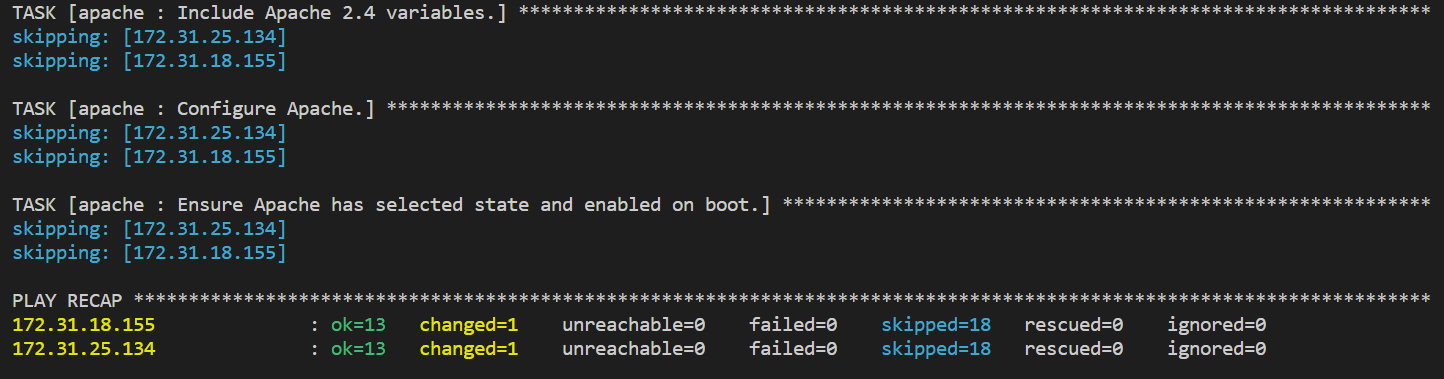 TASK [apache : Include Apache 2.4 variables.] ***********************************************************************************
skipping: [172.31.25.134]
skipping: [172.31.18.155]
TASK [apache : Configure Apache.] ***********************************************************************************************
skipping: [172.31.25.134]
skipping: [172.31.18.155]
TASK [apache : Ensure Apache has selected state and enabled on boot.] ***********************************************************
skipping: [172.31.25.134]
skipping: [172.31.18.155]
PLAY RECAP **********************************************************************************************************************
172.31.18.155              : ok=13   changed=1    unreachable=0    failed=0    skipped=18   rescued=0    ignored=0
172.31.25.134              : ok=13   changed=1    unreachable=0    failed=0    skipped=18   rescued=0    ignored=0